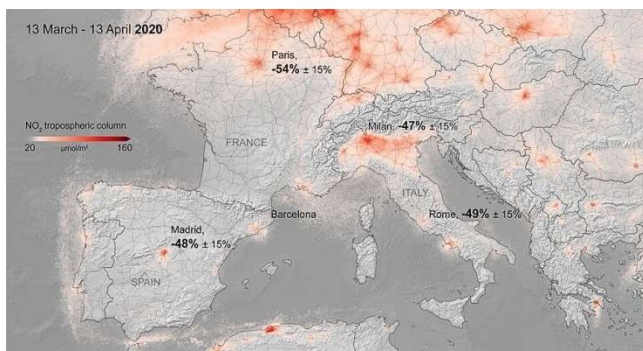 13 March - 13 April 2020
Paris,
-54% ± 15%
NO₂ tropospheric column
20 µmol/m² 160
FRANCE
Milan, -47% ± 15%
ITALY
Barcelona
Rome, -49% ± 15%
Madrid,
-48% ± 15%
SPAIN